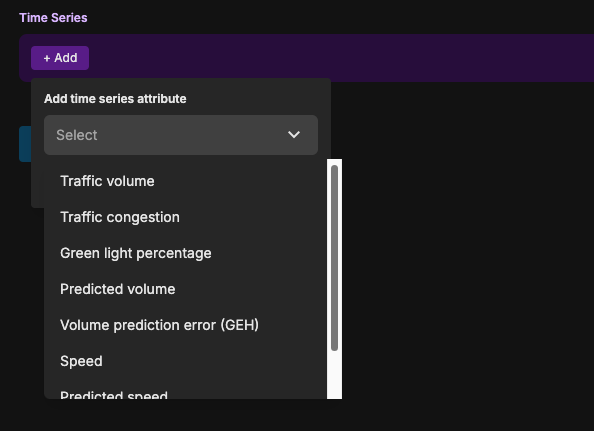 Time Series
+ Add
Add time series attribute
Select
Traffic volume
Traffic congestion
Green light percentage
Predicted volume
Volume prediction error (GEH)
Speed
Predicted speed